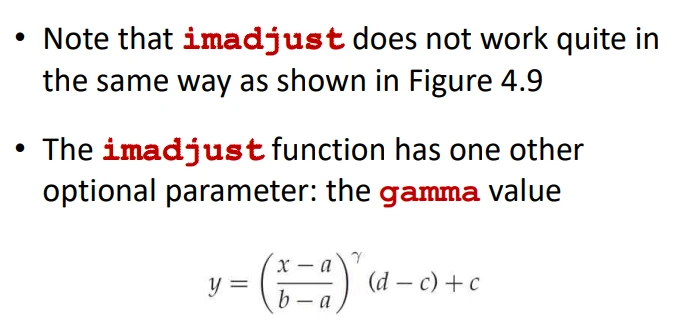 • Note that imadjust does not work quite in
the same way as shown in Figure 4.9
• The imadjust function has one other
optional parameter: the gamma value
y = ((x − a)/(b − a))^γ (d − c) + c